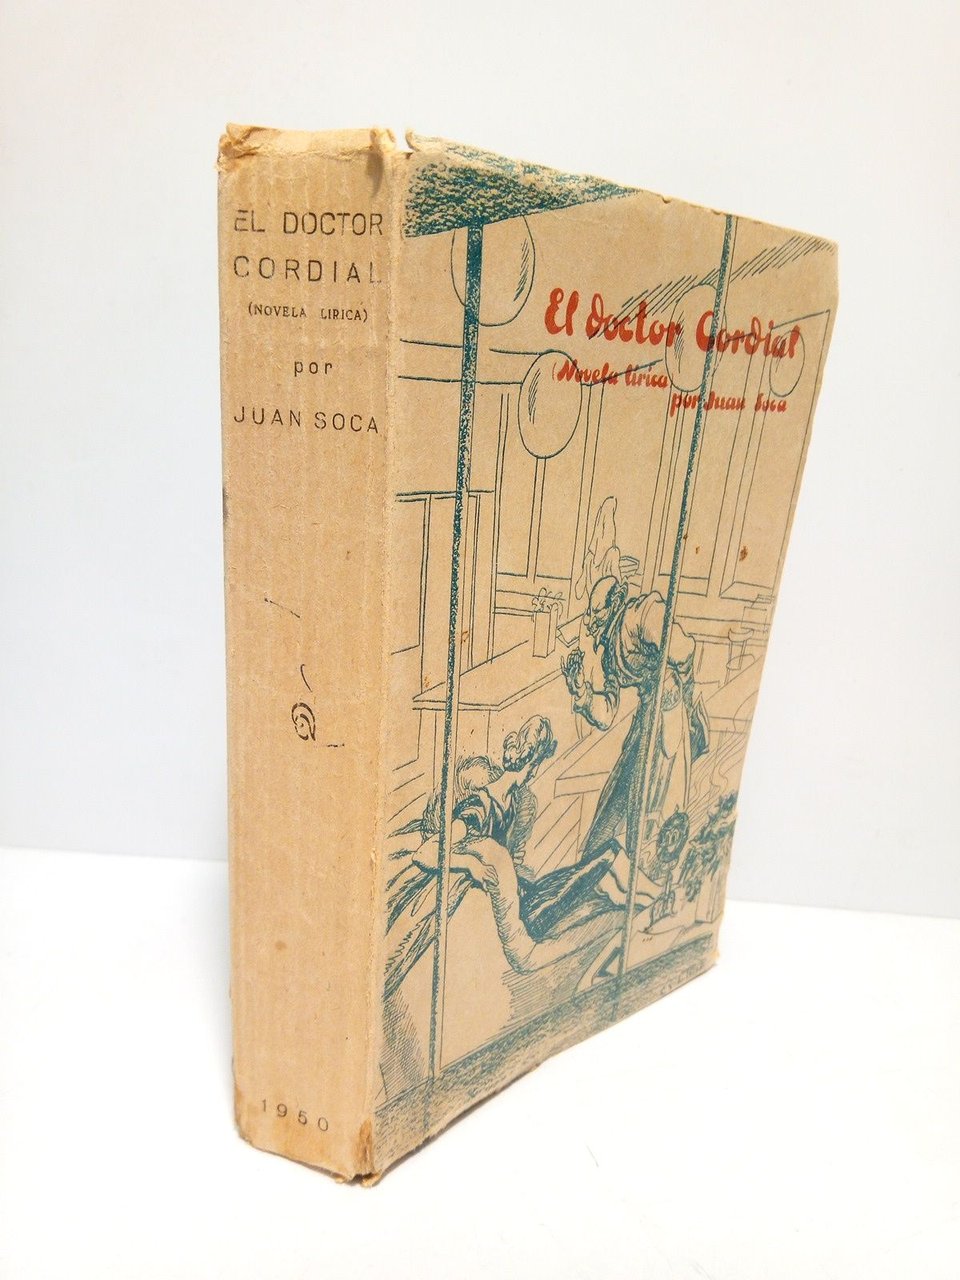 EL DOCTOR
CORDIAL
(NOVELA LIRICA)
por
JUAN SOCA
1950
El doctor Cordial
(Novela lírica)
por Juan Soca